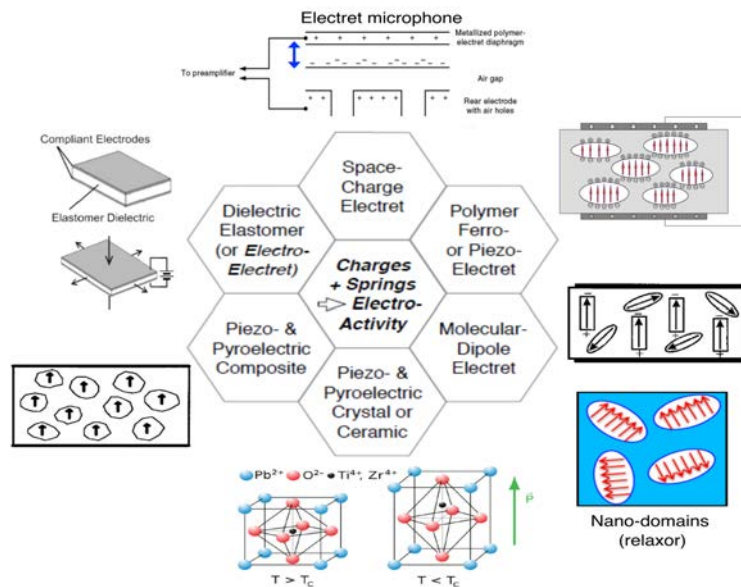 Electret microphone
Metallized polymer-
electret diaphragm
To preamplifier
Air gap
Rear electrode
with air holes
Compliant Electrodes
Elastomer Dielectric
Space-
Charge
Electret
Dielectric
Elastomer
(or Electro-
Electret)
Polymer
Ferro-
or Piezo-
Electret
Charges
+ Springs
⇨ Electro-
Activity
Piezo- &
Pyroelectric
Composite
Molecular-
Dipole
Electret
Piezo- &
Pyroelectric
Crystal or
Ceramic
Pb²⁺ O²⁻ Ti⁴⁺, Zr⁴⁺
P
T > Tc
T < Tc
Nano-domains
(relaxor)